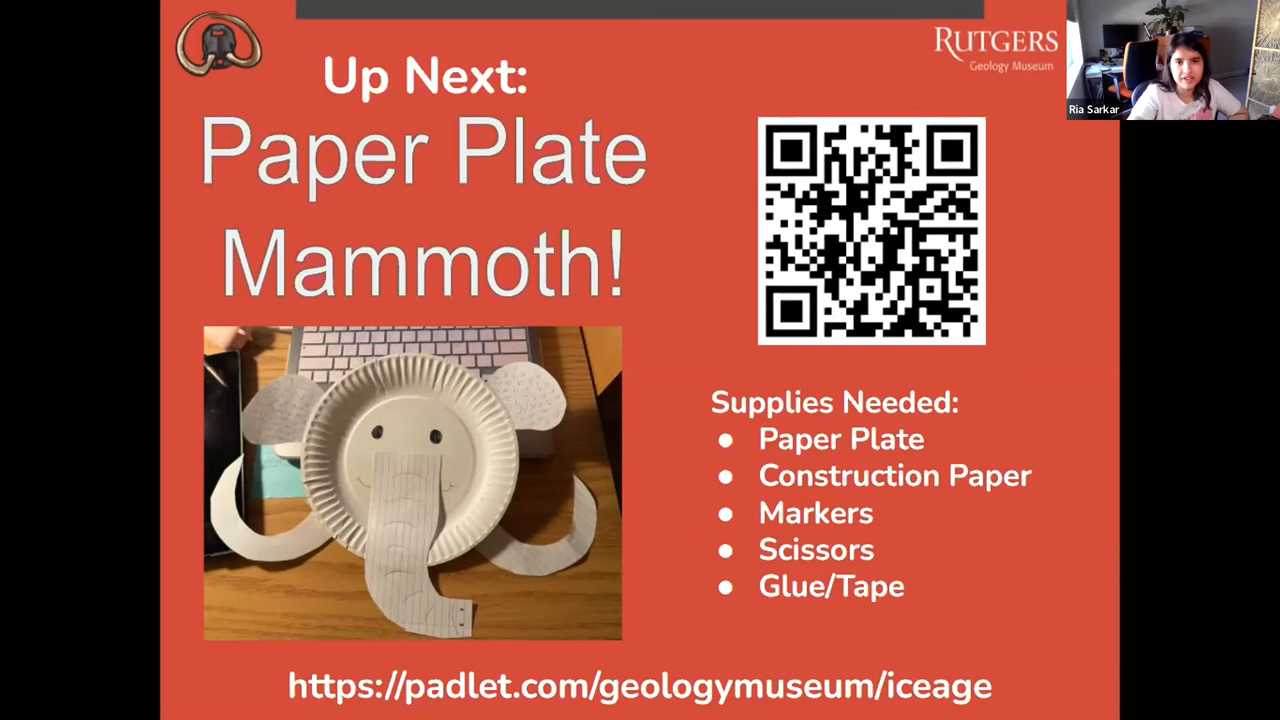 Up Next:
Paper Plate
Mammoth!
RUTGERS
Geology Museum
Ria Sarkar
Supplies Needed:
● Paper Plate
● Construction Paper
● Markers
● Scissors
● Glue/Tape
https://padlet.com/geologymuseum/iceage